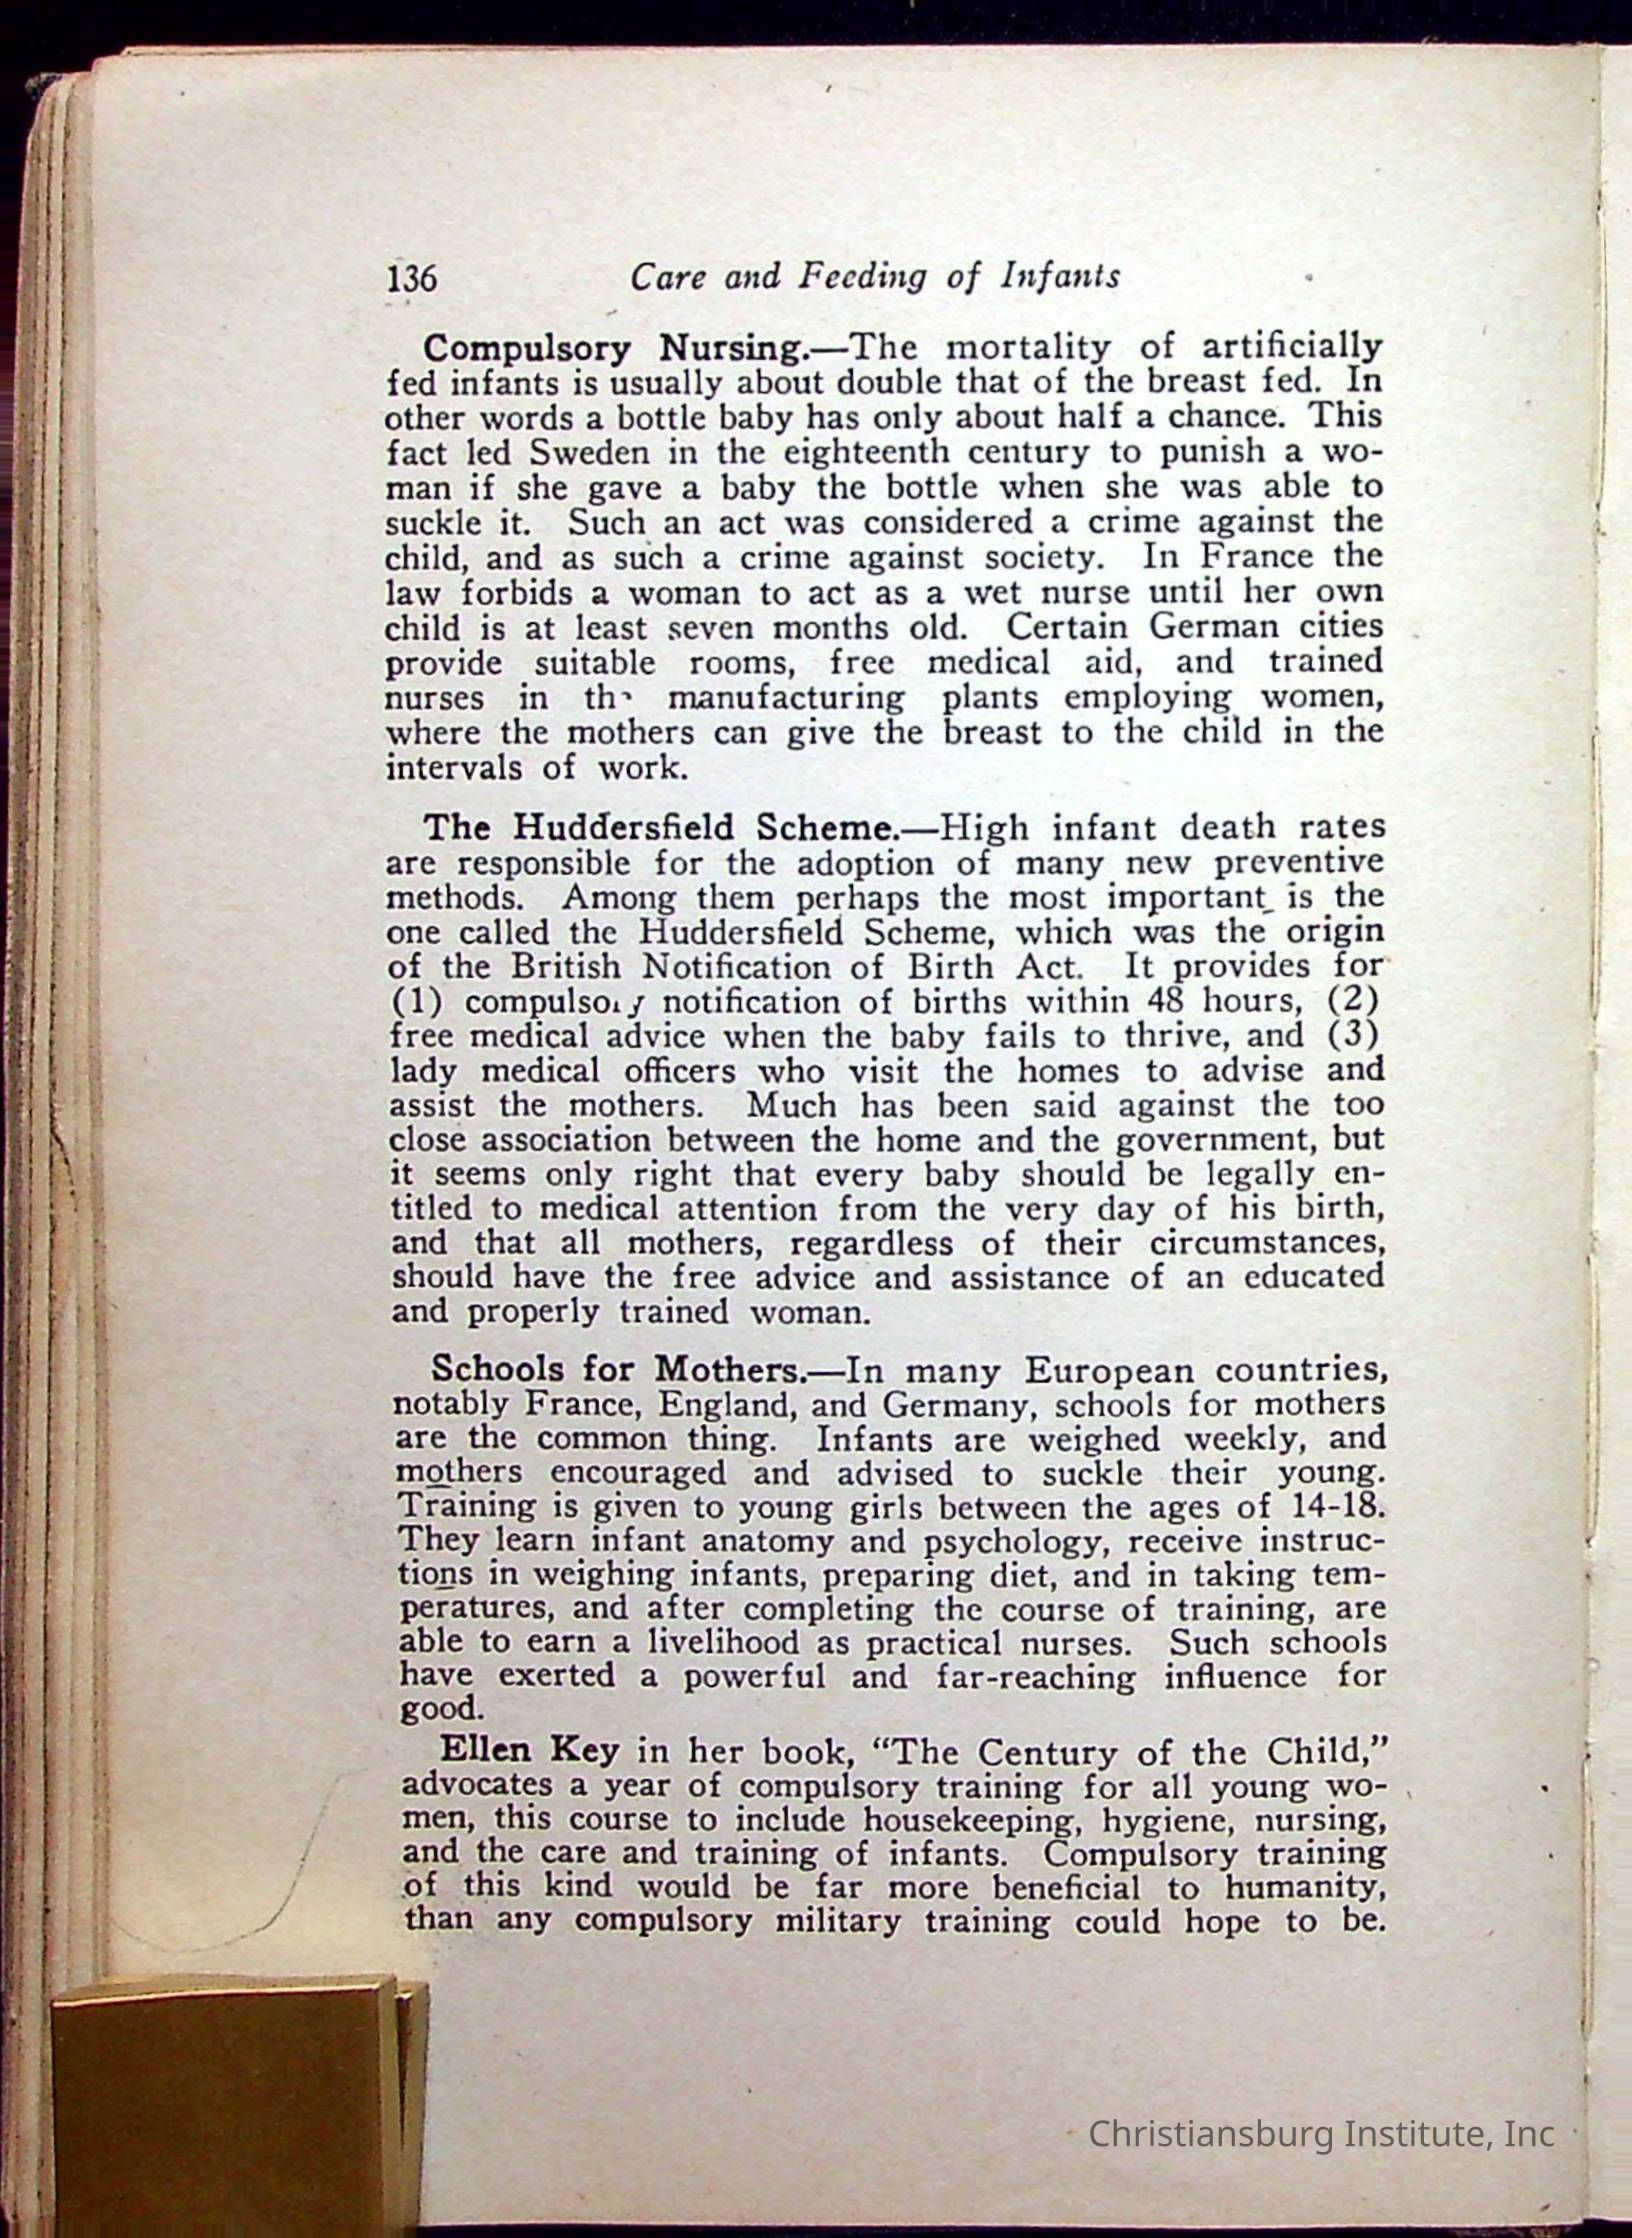 136 Care and Feeding of Infants
Compulsory Nursing.—The mortality of artificially
fed infants is usually about double that of the breast fed. In
other words a bottle baby has only about half a chance. This
fact led Sweden in the eighteenth century to punish a wo-
man if she gave a baby the bottle when she was able to
suckle it. Such an act was considered a crime against the
child, and as such a crime against society. In France the
law forbids a woman to act as a wet nurse until her own
child is at least seven months old. Certain German cities
provide suitable rooms, free medical aid, and trained
nurses in the manufacturing plants employing women,
where the mothers can give the breast to the child in the
intervals of work.
The Huddersfield Scheme.—High infant death rates
are responsible for the adoption of many new preventive
methods. Among them perhaps the most important is the
one called the Huddersfield Scheme, which was the origin
of the British Notification of Birth Act. It provides for
(1) compulsory notification of births within 48 hours, (2)
free medical advice when the baby fails to thrive, and (3)
lady medical officers who visit the homes to advise and
assist the mothers. Much has been said against the too
close association between the home and the government, but
it seems only right that every baby should be legally en-
titled to medical attention from the very day of his birth,
and that all mothers, regardless of their circumstances,
should have the free advice and assistance of an educated
and properly trained woman.
Schools for Mothers.—In many European countries,
notably France, England, and Germany, schools for mothers
are the common thing. Infants are weighed weekly, and
mothers encouraged and advised to suckle their young.
Training is given to young girls between the ages of 14-18.
They learn infant anatomy and psychology, receive instruc-
tions in weighing infants, preparing diet, and in taking tem-
peratures, and after completing the course of training, are
able to earn a livelihood as practical nurses. Such schools
have exerted a powerful and far-reaching influence for
good.
Ellen Key in her book, “The Century of the Child,”
advocates a year of compulsory training for all young wo-
men, this course to include housekeeping, hygiene, nursing,
and the care and training of infants. Compulsory training
of this kind would be far more beneficial to humanity,
than any compulsory military training could hope to be.
Christiansburg Institute, Inc